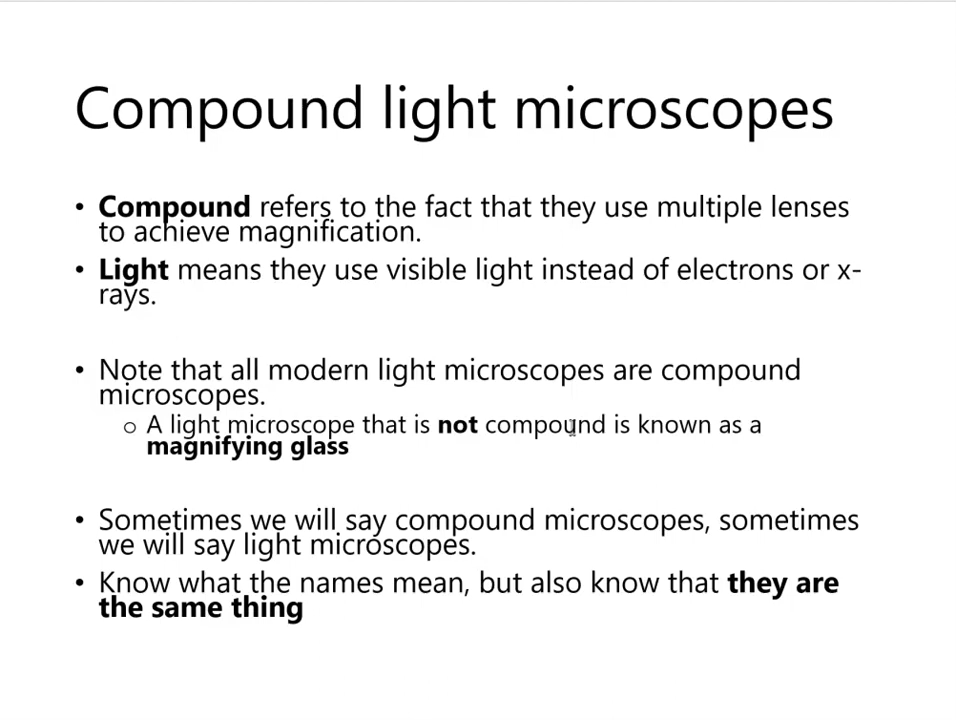 Compound light microscopes
• Compound refers to the fact that they use multiple lenses
to achieve magnification.
• Light means they use visible light instead of electrons or x-
rays.
• Note that all modern light microscopes are compound
microscopes.
o A light microscope that is not compound is known as a
magnifying glass
• Sometimes we will say compound microscopes, sometimes
we will say light microscopes.
• Know what the names mean, but also know that they are
the same thing